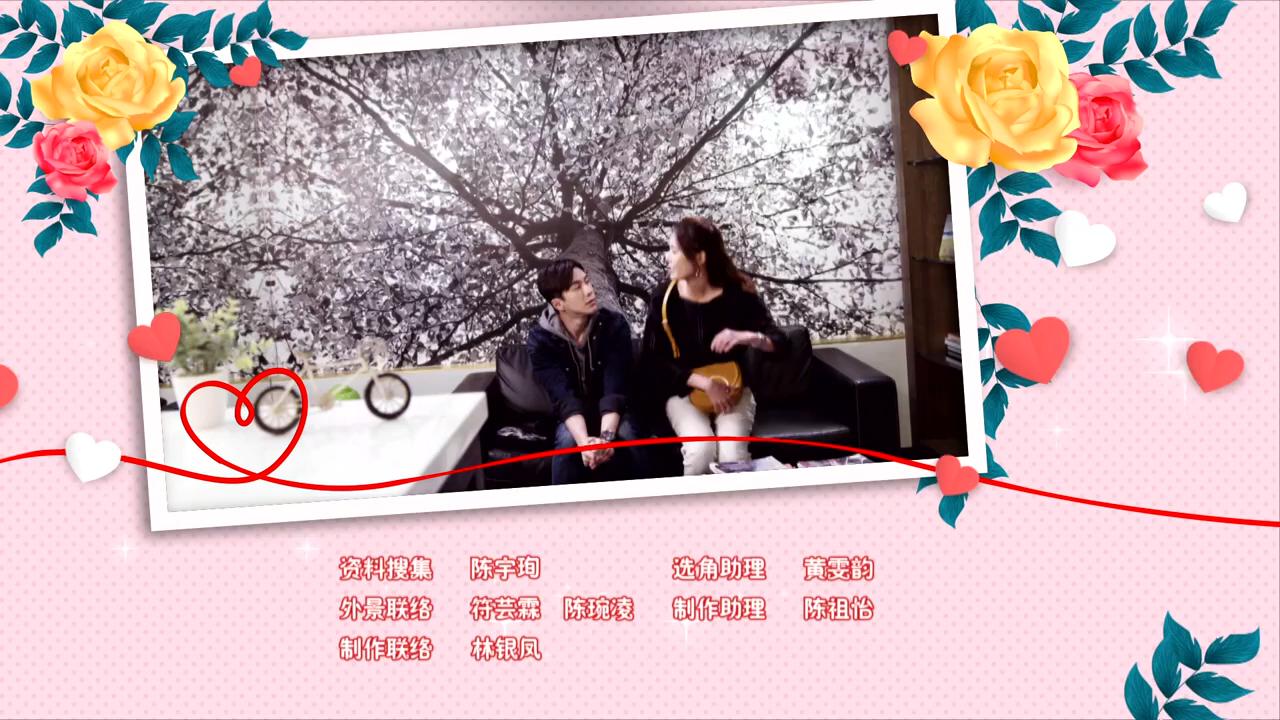 资料搜集 陈宇珣 选角助理 黄雯韵
外景联络 符芸霖 陈琬凌 制作助理 陈祖怡
制作联络 林银凤